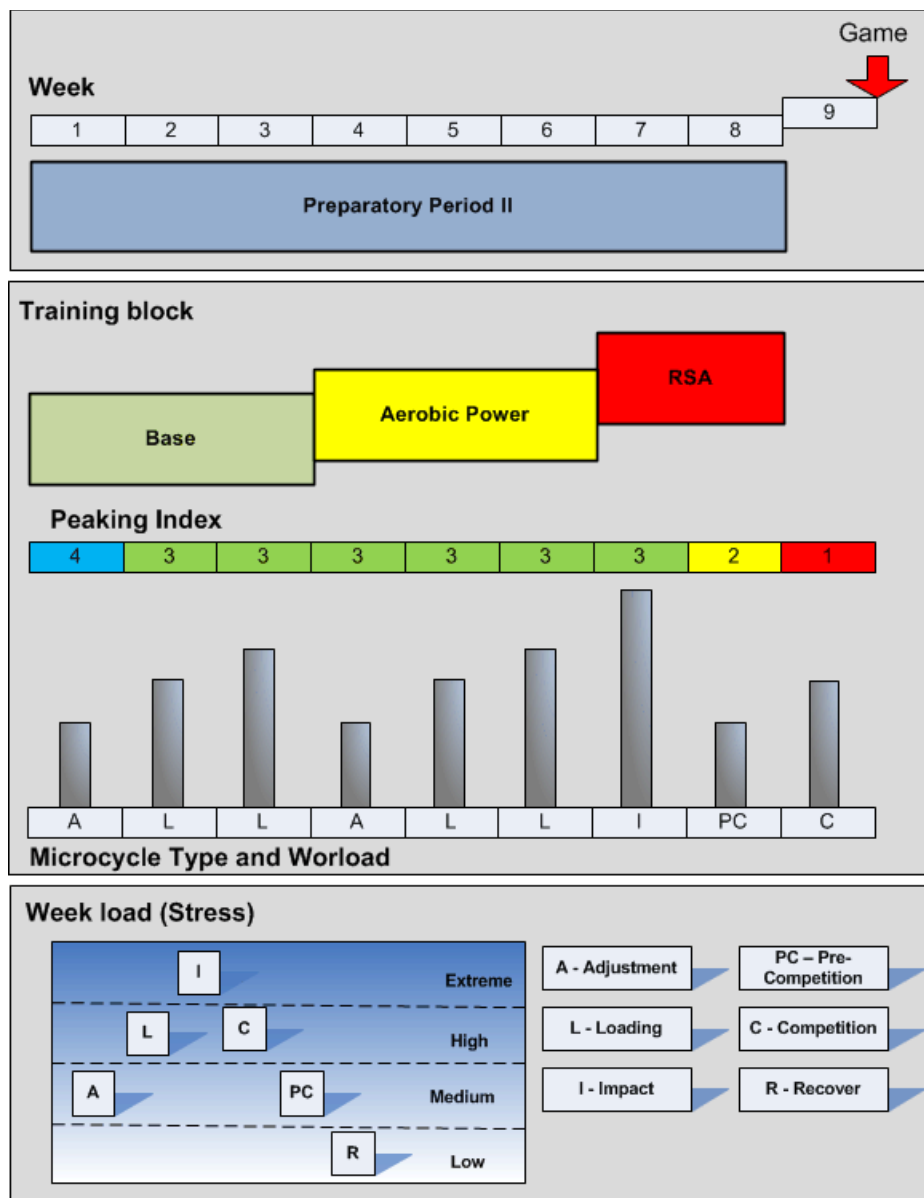 Game
Week
1 2 3 4 5 6 7 8 9
Preparatory Period II
Training block
RSA
Aerobic Power
Base
Peaking Index
4 3 3 3 3 3 3 2 1
A L L A L L I PC C
Microcycle Type and Worload
Week load (Stress)
I
Extreme
L C
High
A PC
Medium
R
Low
A - Adjustment
PC – Pre-
Competition
L - Loading
C - Competition
I - Impact
R - Recover